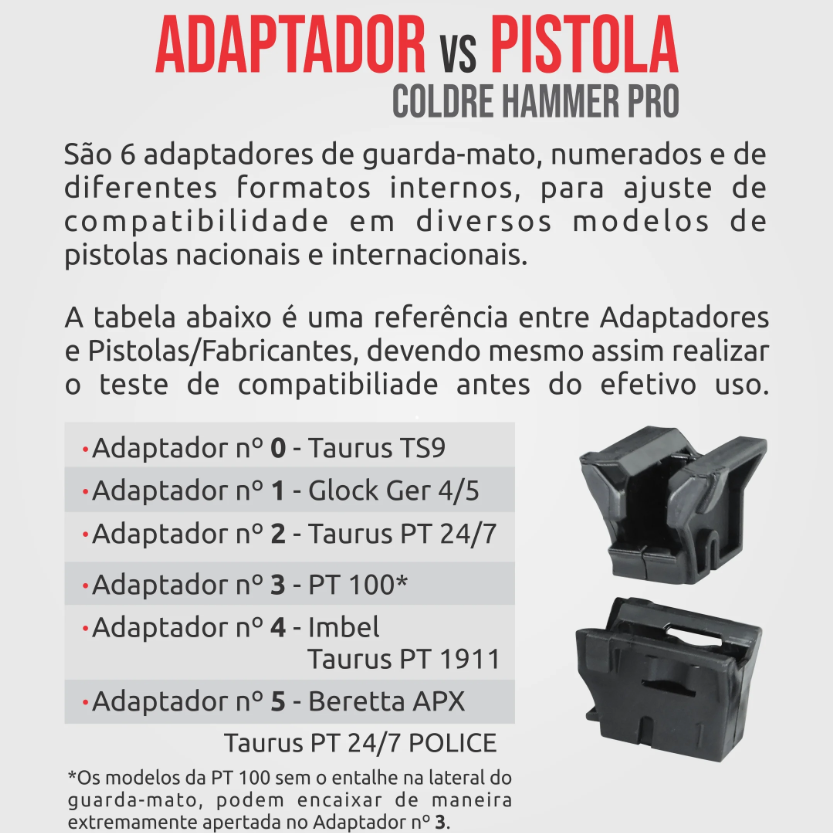 ADAPTADOR vs PISTOLA
COLDRE HAMMER PRO
São 6 adaptadores de guarda-mato, numerados e de
diferentes formatos internos, para ajuste de
compatibilidade em diversos modelos de
pistolas nacionais e internacionais.
A tabela abaixo é uma referência entre Adaptadores
e Pistolas/Fabricantes, devendo mesmo assim realizar
o teste de compatibiliade antes do efetivo uso.
•Adaptador nº 0 - Taurus TS9
•Adaptador nº 1 - Glock Ger 4/5
•Adaptador nº 2 - Taurus PT 24/7
•Adaptador nº 3 - PT 100*
•Adaptador nº 4 - Imbel
Taurus PT 1911
•Adaptador nº 5 - Beretta APX
Taurus PT 24/7 POLICE
*Os modelos da PT 100 sem o entalhe na lateral do
guarda-mato, podem encaixar de maneira
extremamente apertada no Adaptador nº 3.